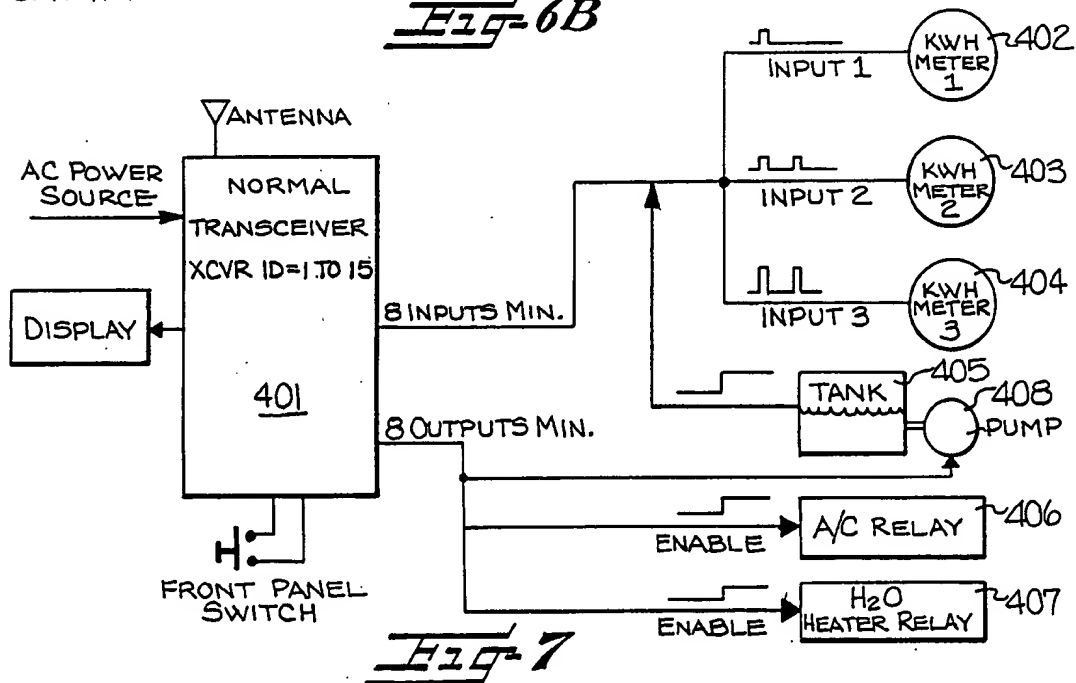 Fig-6B
ANTENNA
AC POWER
SOURCE
NORMAL
TRANSCEIVER
XCVR ID=1 TO 15
401
DISPLAY
FRONT PANEL
SWITCH
8 INPUTS MIN.
8 OUTPUTS MIN.
INPUT 1
KWH
METER
1
402
INPUT 2
KWH
METER
2
403
INPUT 3
KWH
METER
3
404
TANK
405
408
PUMP
ENABLE
A/C RELAY
406
ENABLE
H2O
HEATER RELAY
407
Fig-7